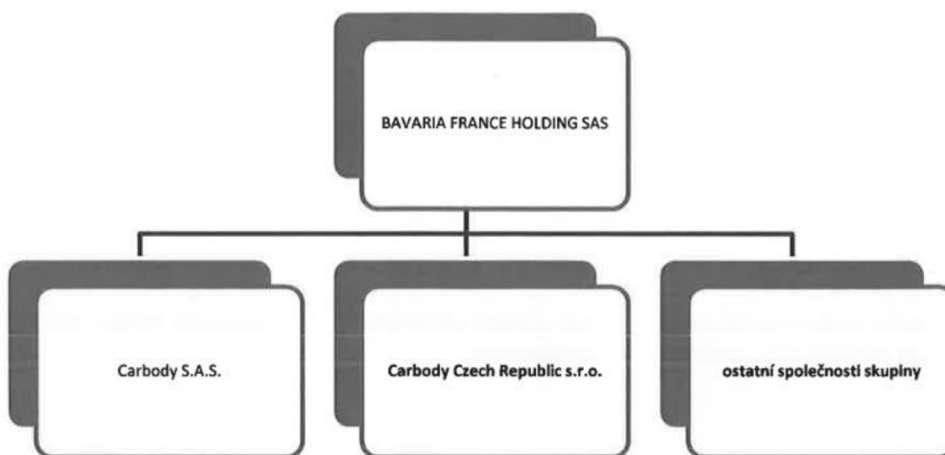 BAVARIA FRANCE HOLDING SAS
Carbody S.A.S.
Carbody Czech Republic s.r.o.
ostatní společnosti skupiny